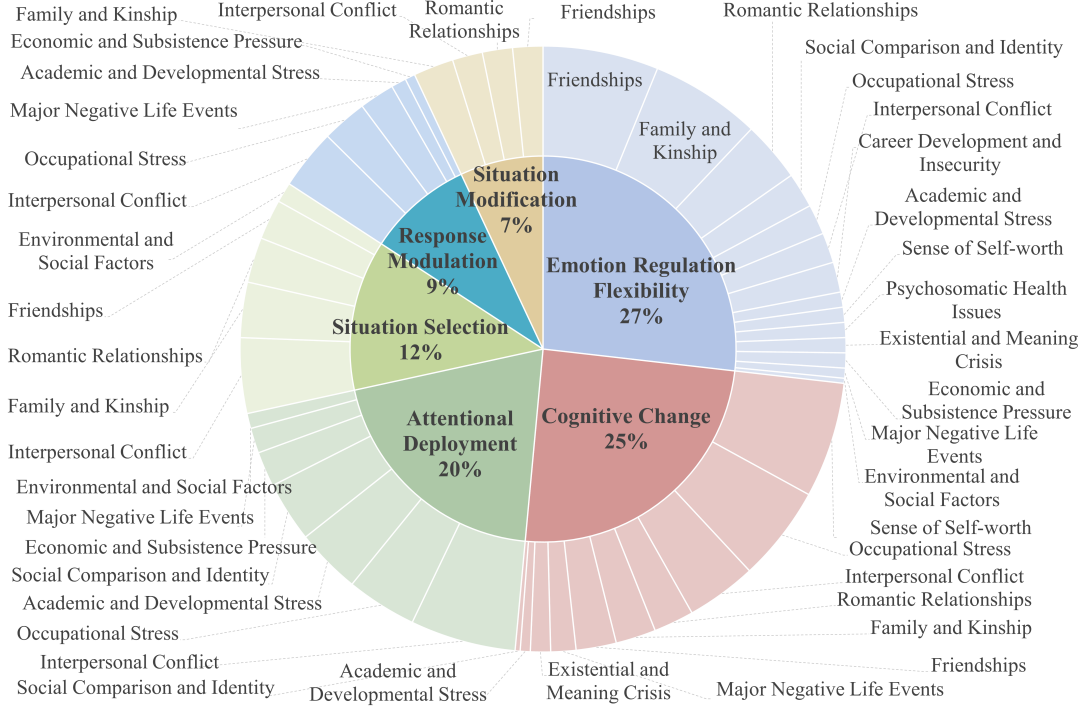 Family and Kinship
Interpersonal Conflict
Romantic
Relationships
Friendships
Romantic Relationships
Economic and Subsistence Pressure
Social Comparison and Identity
Academic and Developmental Stress
Friendships
Occupational Stress
Major Negative Life Events
Interpersonal Conflict
Family and
Kinship
Career Development and
Insecurity
Occupational Stress
Situation
Modification
7%
Academic and
Developmental Stress
Interpersonal Conflict
Response
Modulation
9%
Sense of Self-worth
Environmental and
Social Factors
Emotion Regulation
Flexibility
27%
Psychosomatic Health
Issues
Friendships
Situation Selection
12%
Existential and Meaning
Crisis
Romantic Relationships
Economic and
Subsistence Pressure
Family and Kinship
Attentional
Deployment
20%
Cognitive Change
25%
Major Negative Life
Events
Interpersonal Conflict
Environmental and
Social Factors
Environmental and Social Factors
Major Negative Life Events
Sense of Self-worth
Economic and Subsistence Pressure
Occupational Stress
Social Comparison and Identity
Interpersonal Conflict
Academic and Developmental Stress
Romantic Relationships
Occupational Stress
Family and Kinship
Interpersonal Conflict
Friendships
Social Comparison and Identity
Academic and
Developmental Stress
Existential and
Meaning Crisis
Major Negative Life Events